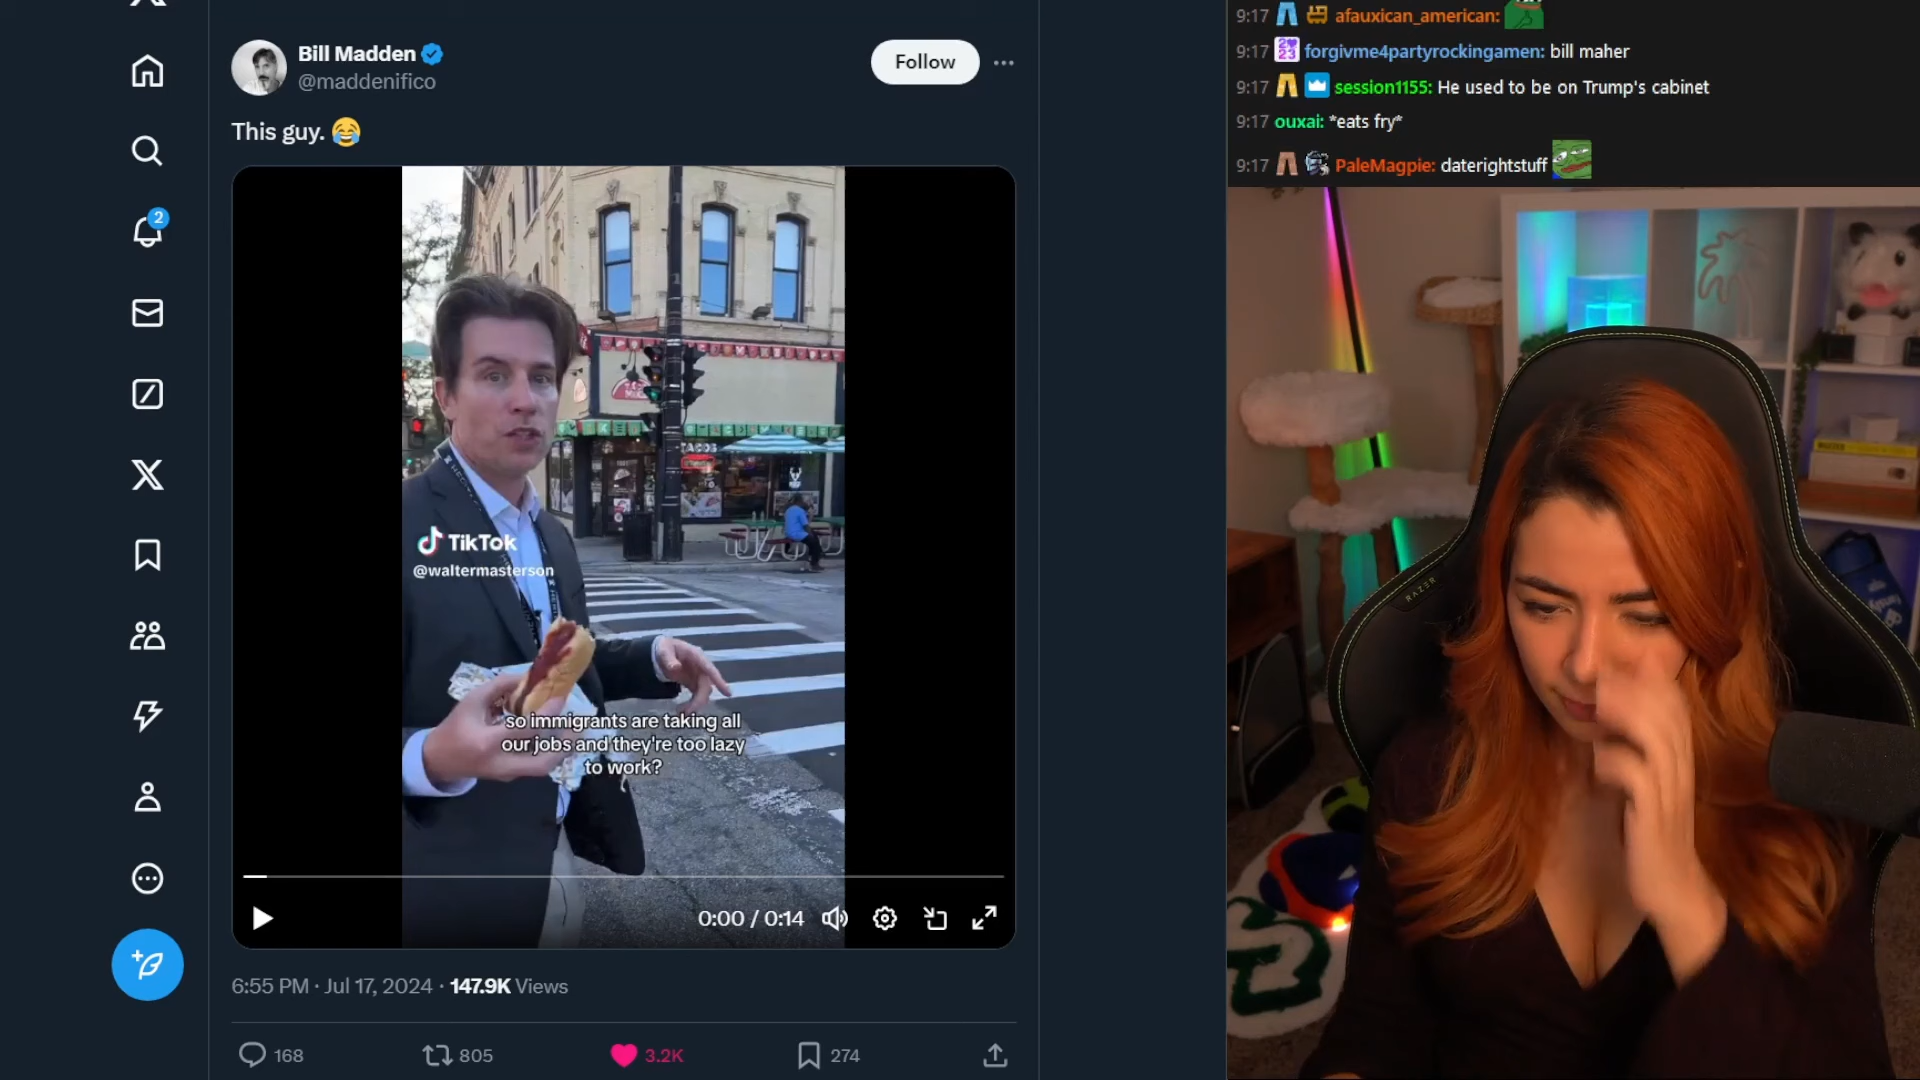 Bill Madden
@maddenifico
Follow
This guy. 😂
2
TACOS
TikTok
@waltermasterson
so immigrants are taking all
our jobs and they're too lazy
to work?
0:00 / 0:14
6:55 PM · Jul 17, 2024 · 147.9K Views
168
805
3.2K
274
9:17 afauxican_american:
9:17 forgivme4partyrockingamen: bill maher
9:17 session1155: He used to be on Trump's cabinet
9:17 ouxai: *eats fry*
9:17 PaleMagpie: daterightstuff
RAZER